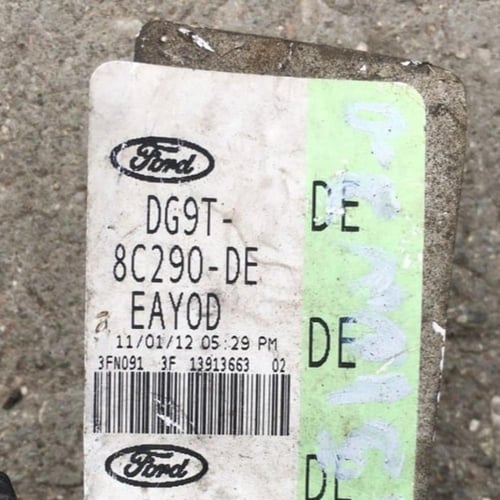 Ford
DG9T-
8C290-DE
EAYOD
11/01/12 05:29 PM
3FN091 3F 13913663 02
Ford
DE
DE
DE